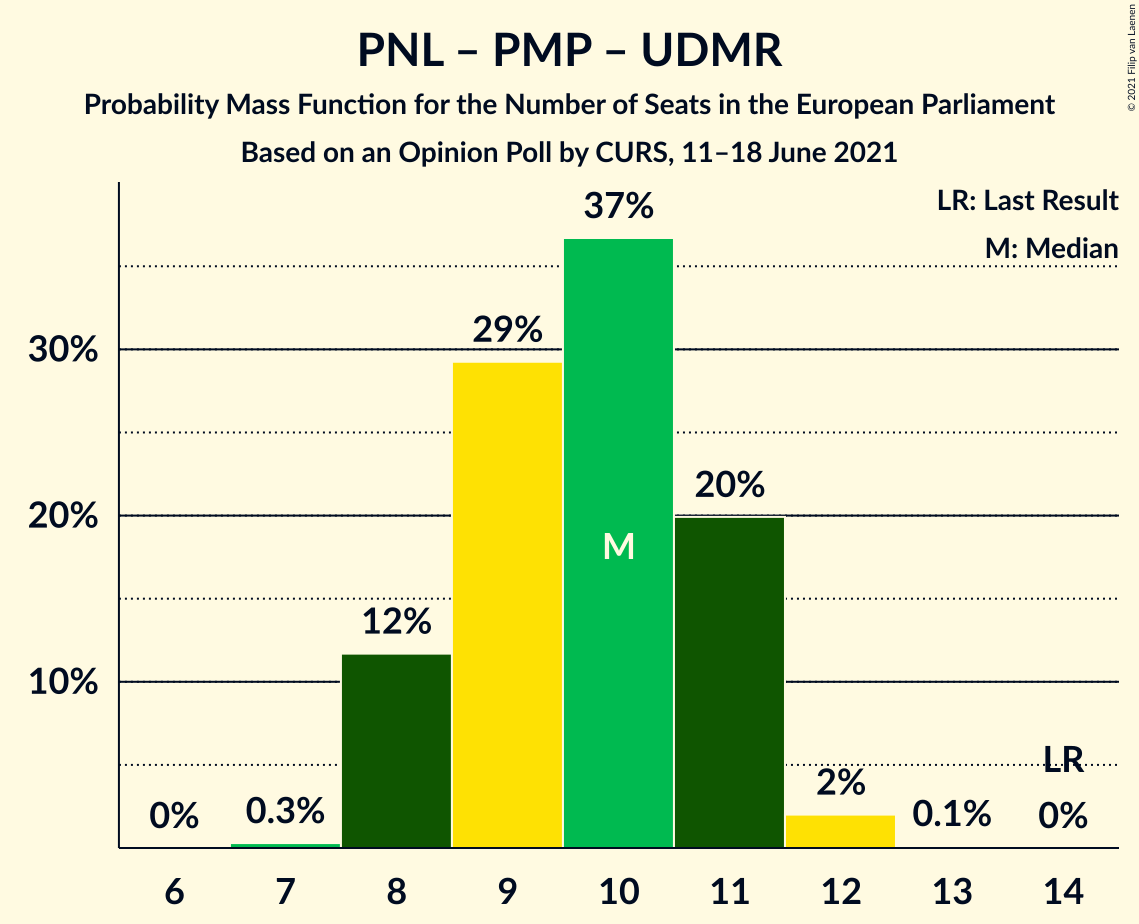 PNL – PMP – UDMR
Probability Mass Function for the Number of Seats in the European Parliament
Based on an Opinion Poll by CURS, 11–18 June 2021
© 2021 Filip van Laenen
LR: Last Result
M: Median
37%
30%
29%
20%
20%
M
12%
10%
LR
0%
0.3%
2%
0.1%
0%
6 7 8 9 10 11 12 13 14